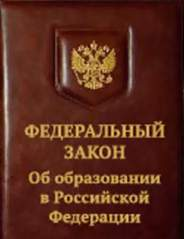 ФЕДЕРАЛЬНЫЙ
ЗАКОН
Об образовании
в Российской
Федерации